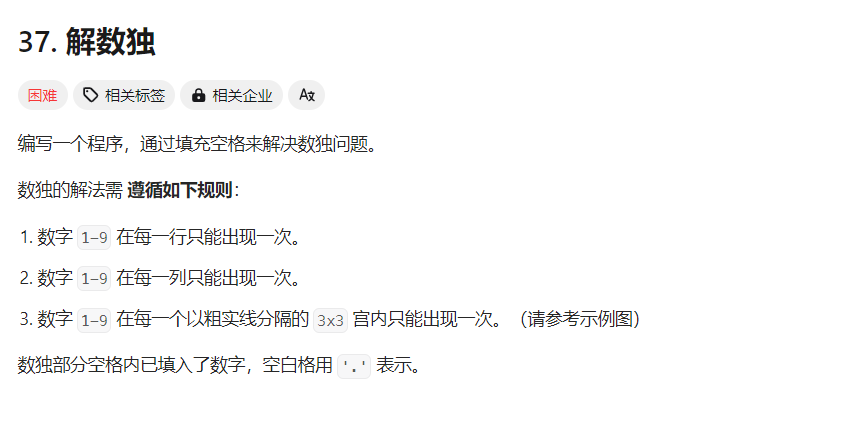 37. 解数独
困难 相关标签 相关企业
编写一个程序，通过填充空格来解决数独问题。
数独的解法需 遵循如下规则：
1. 数字 1-9 在每一行只能出现一次。
2. 数字 1-9 在每一列只能出现一次。
3. 数字 1-9 在每一个以粗实线分隔的 3x3 宫内只能出现一次。（请参考示例图）
数独部分空格内已填入了数字，空白格用 '.' 表示。